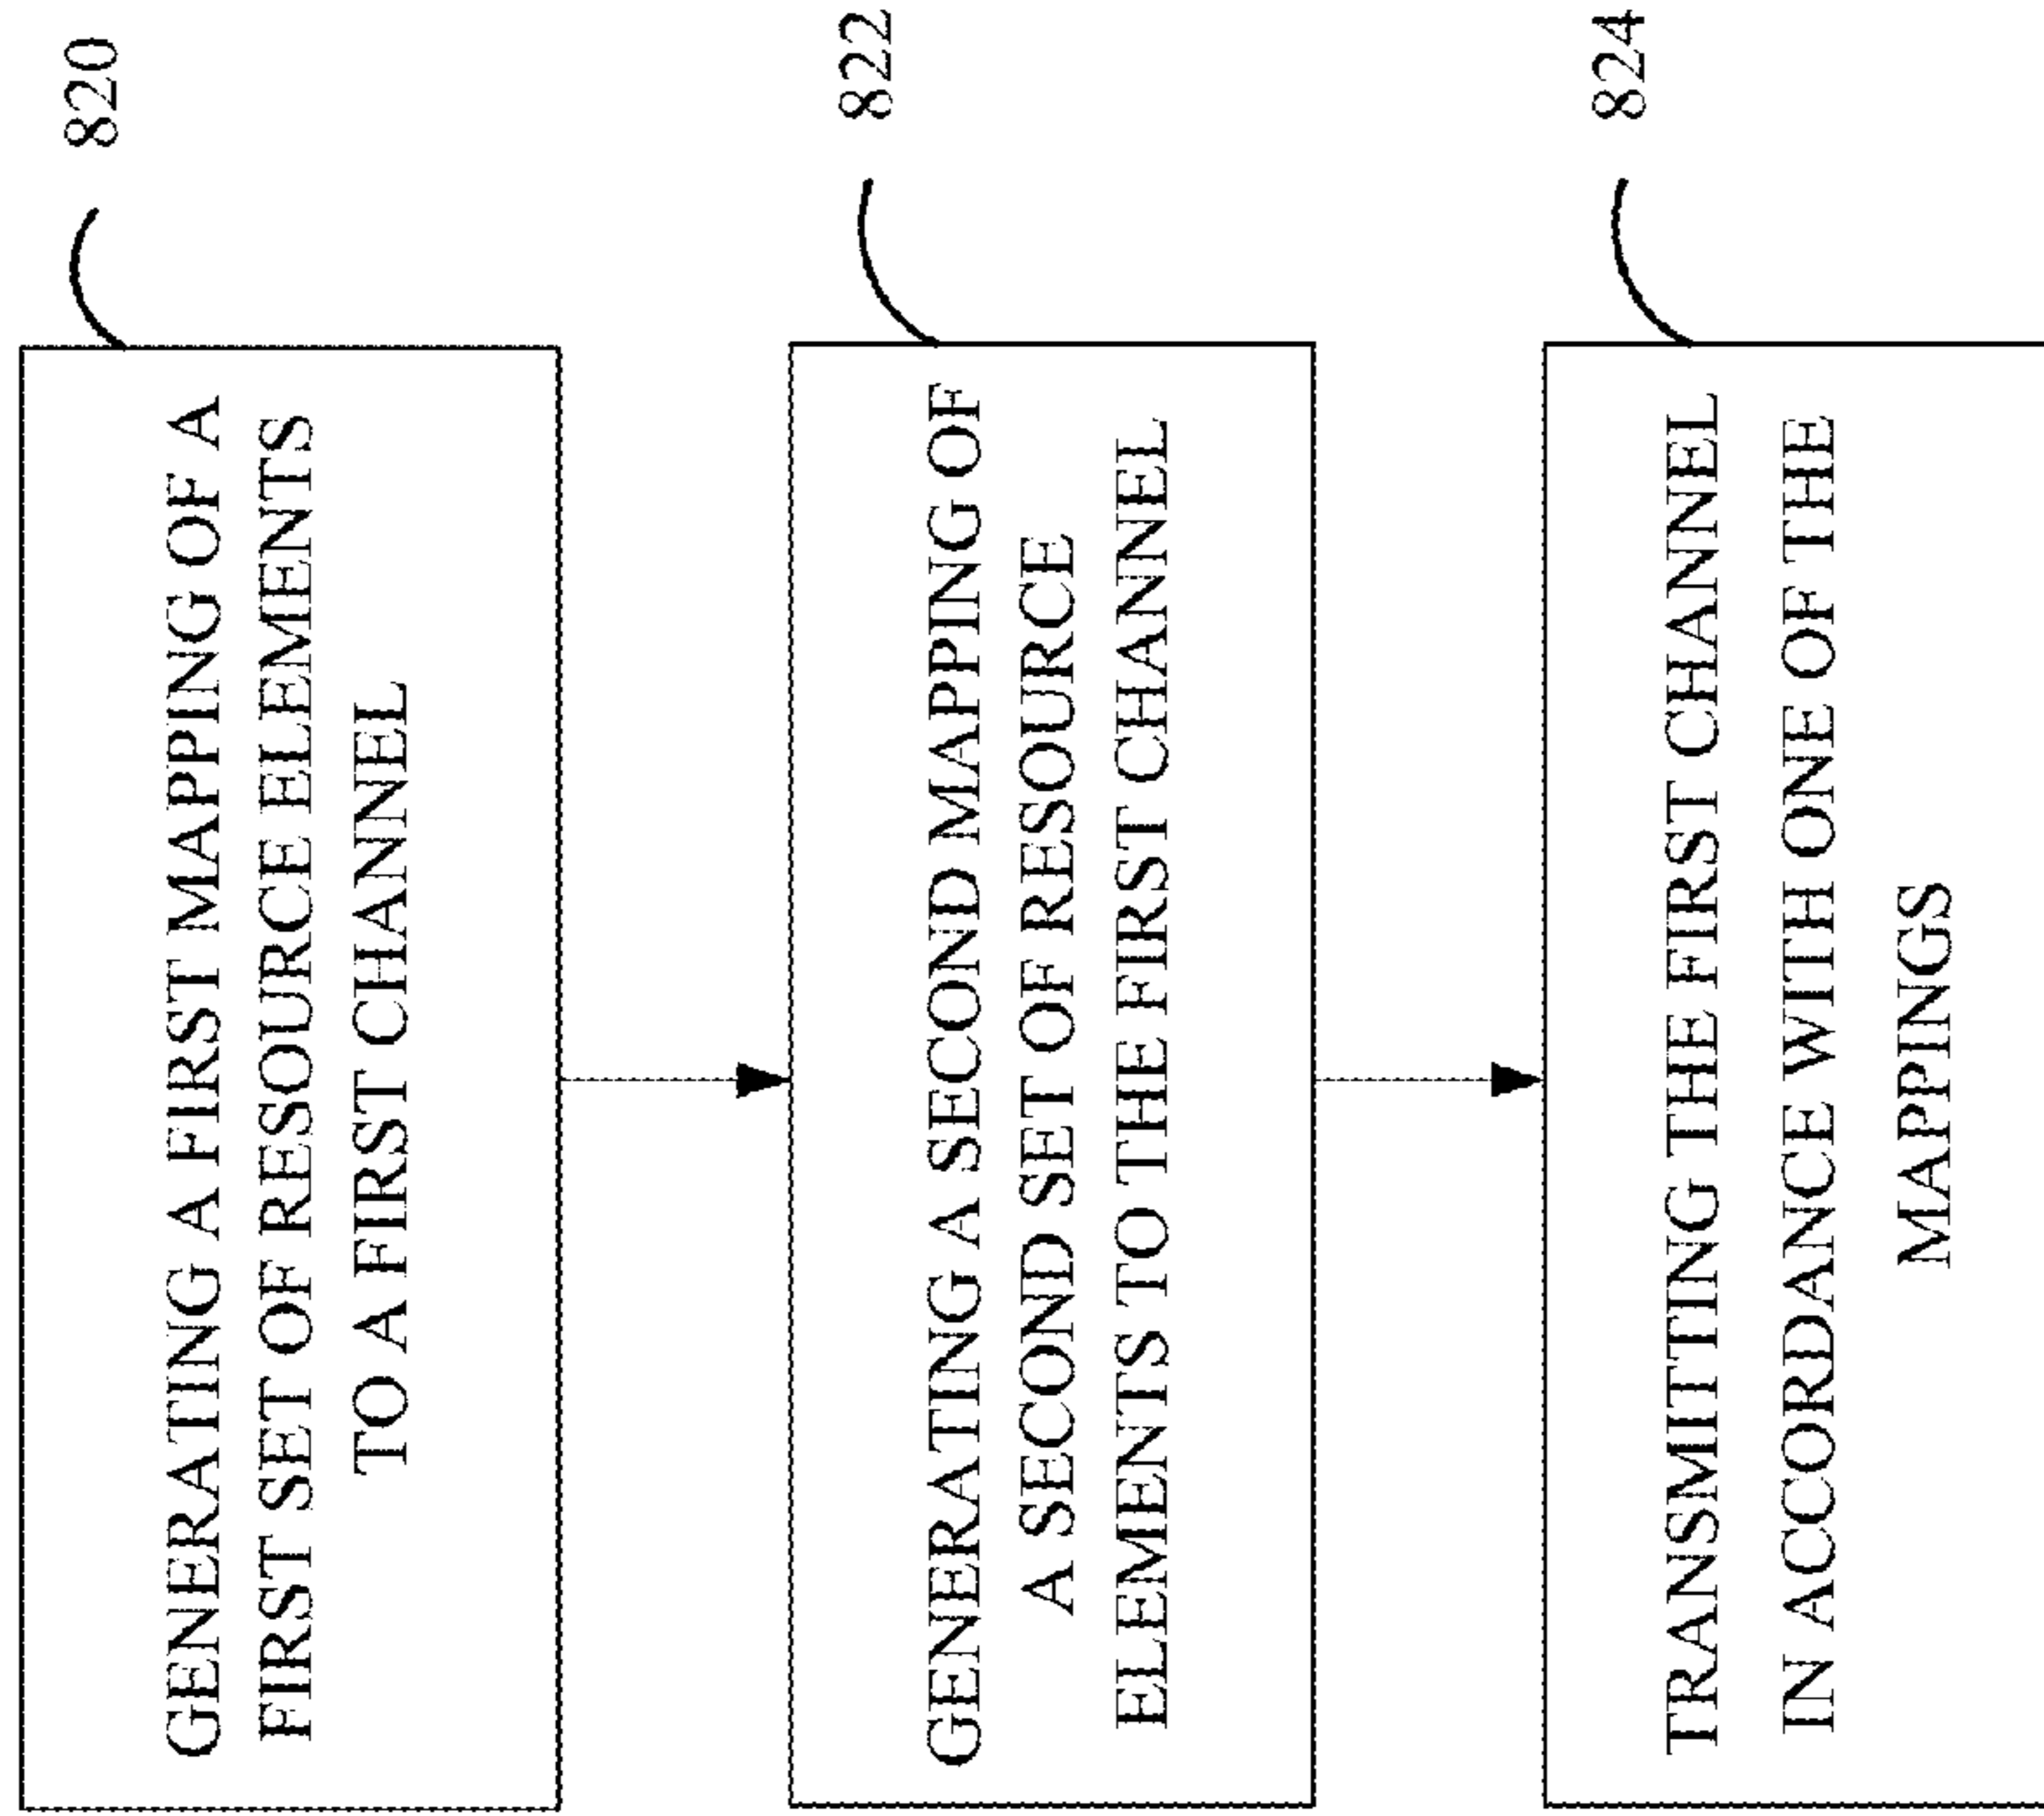 820
GENERATING A FIRST MAPPING OF A
FIRST SET OF RESOURCE ELEMENTS
TO A FIRST CHANNEL
822
GENERATING A SECOND MAPPING OF
A SECOND SET OF RESOURCE
ELEMENTS TO THE FIRST CHANNEL
824
TRANSMITTING THE FIRST CHANNEL
IN ACCORDANCE WITH ONE OF THE
MAPPINGS